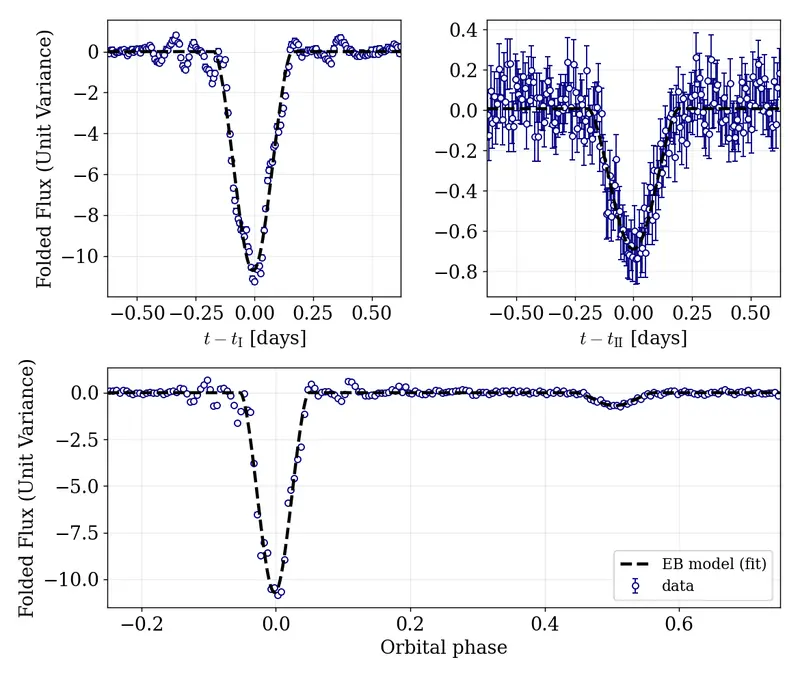 Folded Flux (Unit Variance)
0
−2
−4
−6
−8
−10
−0.50 −0.25 0.00 0.25 0.50
t − tI [days]
0.4
0.2
0.0
−0.2
−0.4
−0.6
−0.8
−0.50 −0.25 0.00 0.25 0.50
t − tII [days]
Folded Flux (Unit Variance)
0.0
−2.5
−5.0
−7.5
−10.0
EB model (fit)
data
−0.2 0.0 0.2 0.4 0.6
Orbital phase